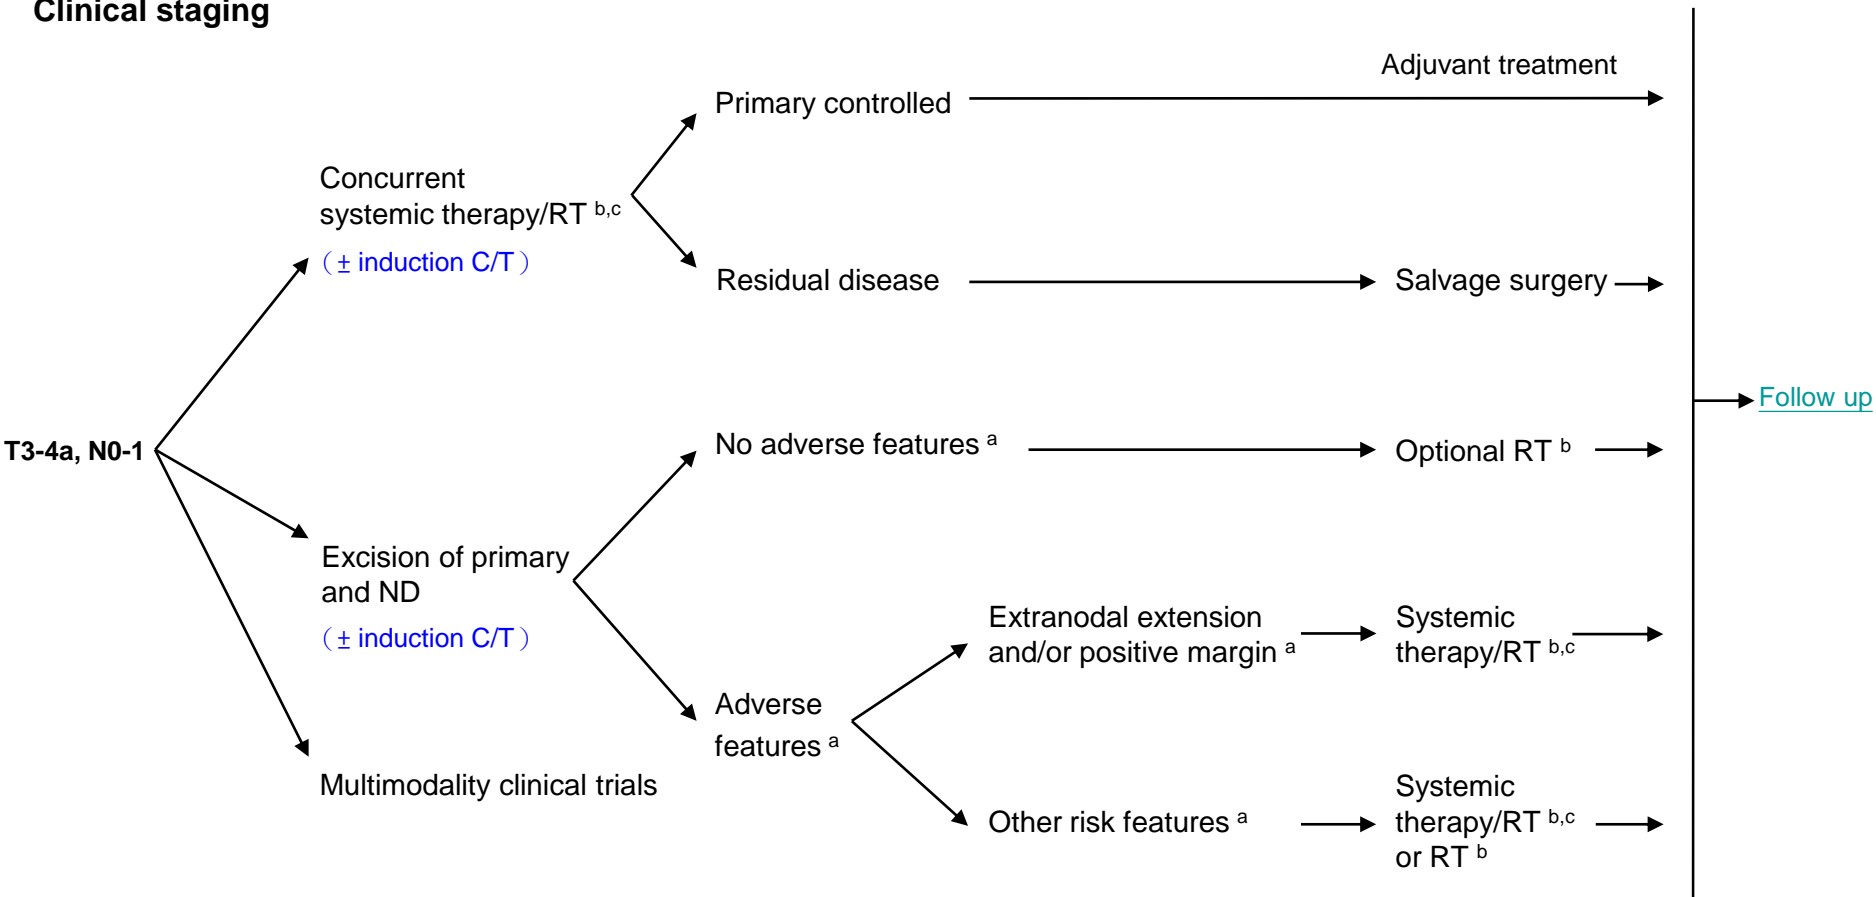 Clinical staging
Adjuvant treatment
Primary controlled
Concurrent
systemic therapy/RT b,c
（± induction C/T）
Residual disease
Salvage surgery
Follow up
T3-4a, N0-1
No adverse features a
Optional RT b
Excision of primary
and ND
（± induction C/T）
Extranodal extension
and/or positive margin a
Systemic
therapy/RT b,c
Adverse
features a
Multimodality clinical trials
Other risk features a
Systemic
therapy/RT b,c
or RT b